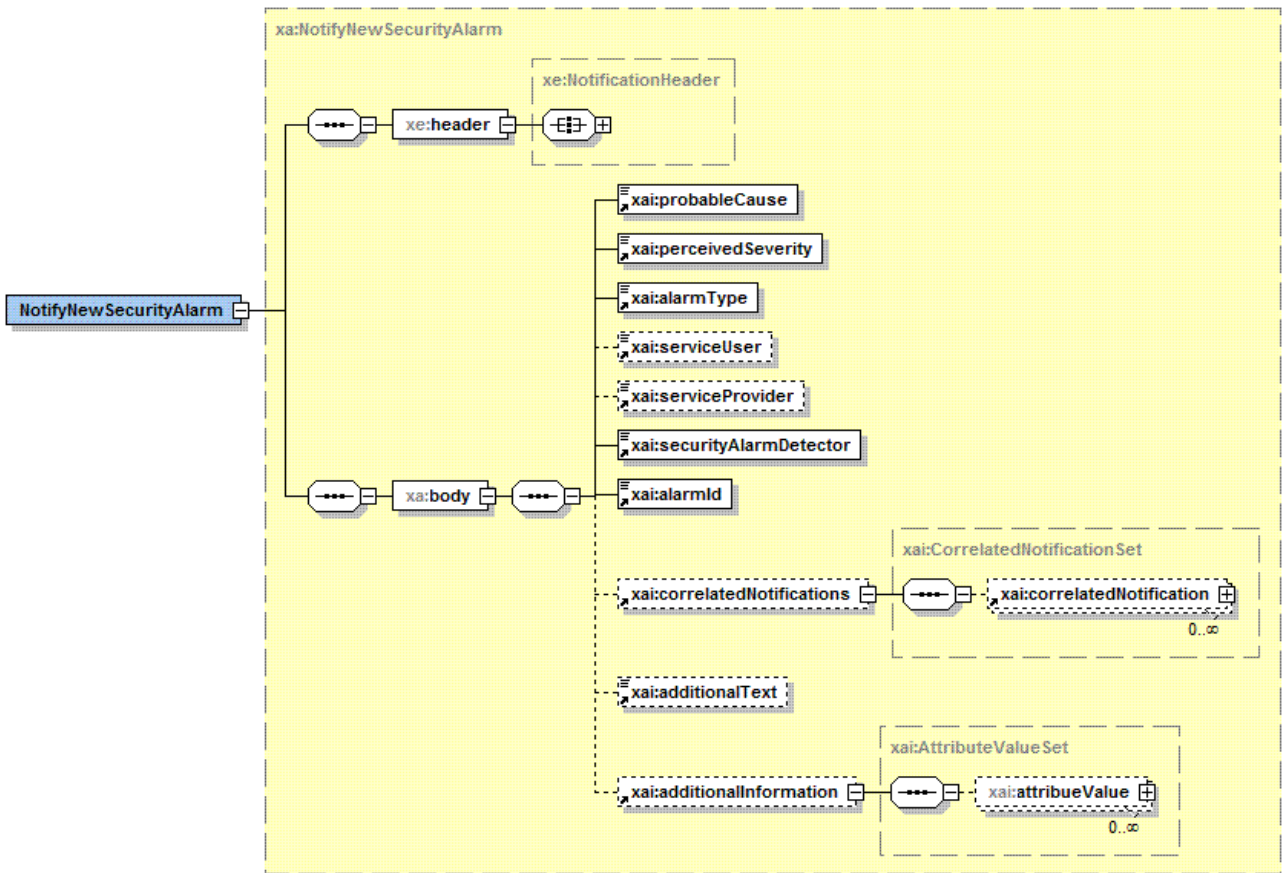 xa:NotifyNewSecurityAlarm
xe:NotificationHeader
xe:header
xai:probableCause
xai:perceivedSeverity
xai:alarmType
NotifyNewSecurityAlarm
xai:serviceUser
xai:serviceProvider
xai:securityAlarmDetector
xa:body
xai:alarmId
xai:CorrelatedNotificationSet
xai:correlatedNotifications
xai:correlatedNotification
0..∞
xai:additionalText
xai:AttributeValueSet
xai:additionalInformation
xai:attribueValue
0..∞